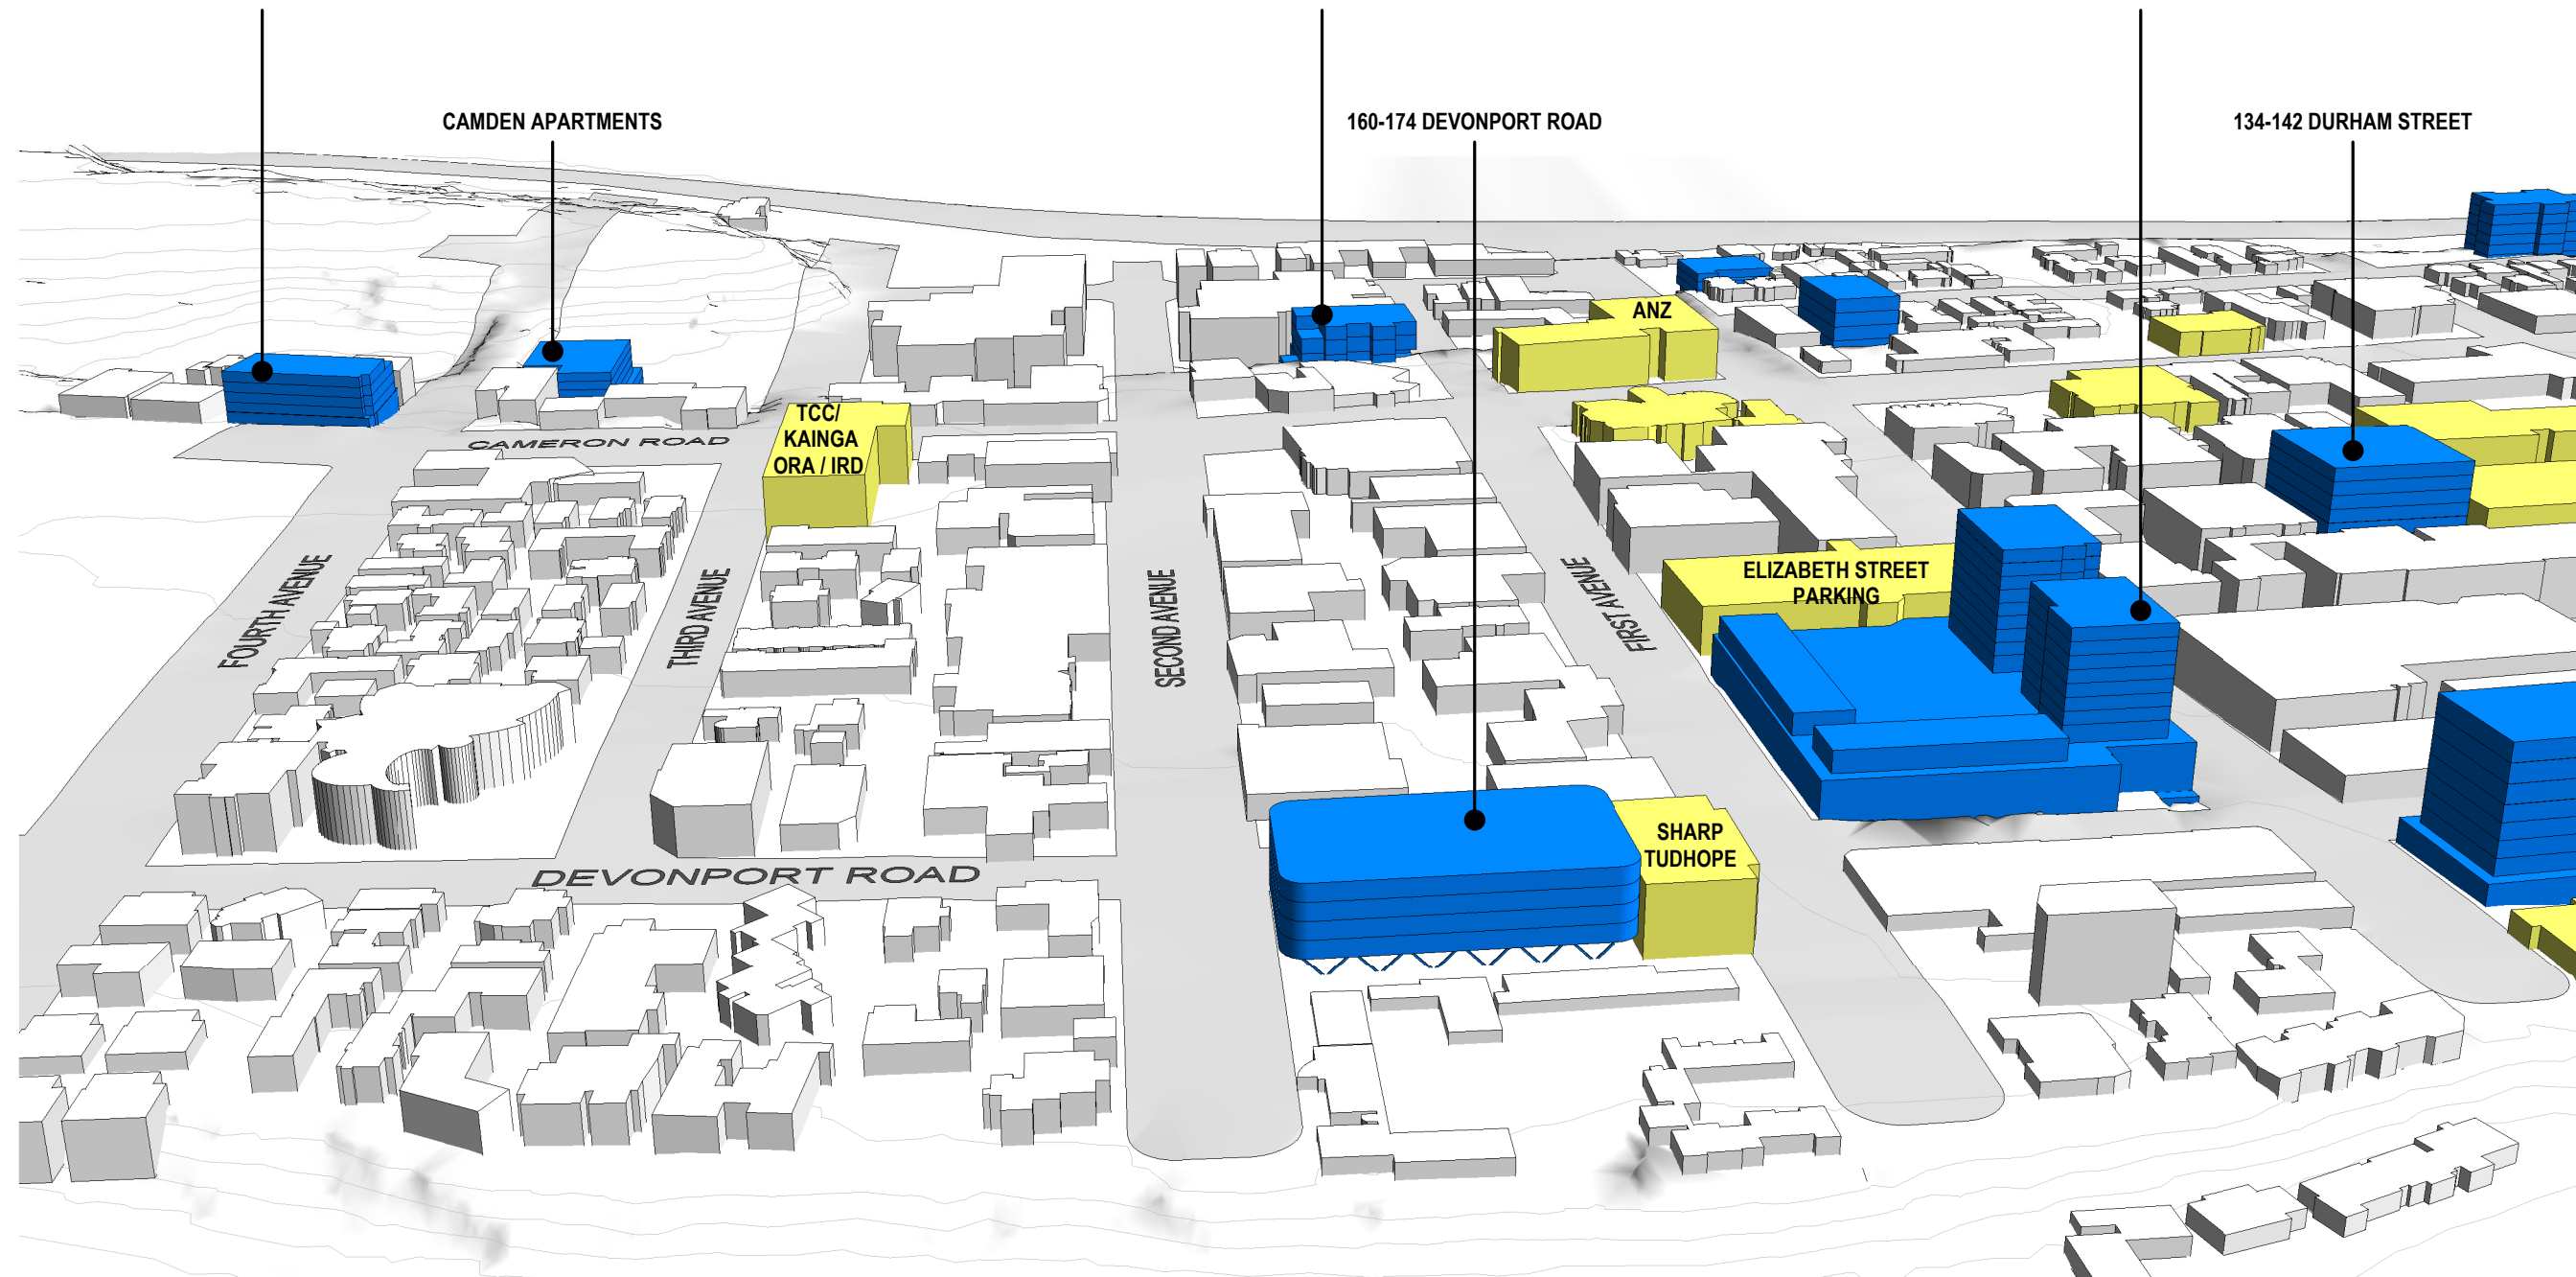 CAMDEN APARTMENTS
160-174 DEVONPORT ROAD
134-142 DURHAM STREET
ANZ
TCC/
KAINGA
ORA / IRD
CAMERON ROAD
FOURTH AVENUE
THIRD AVENUE
SECOND AVENUE
FIRST AVENUE
ELIZABETH STREET
PARKING
SHARP
TUDHOPE
DEVONPORT ROAD